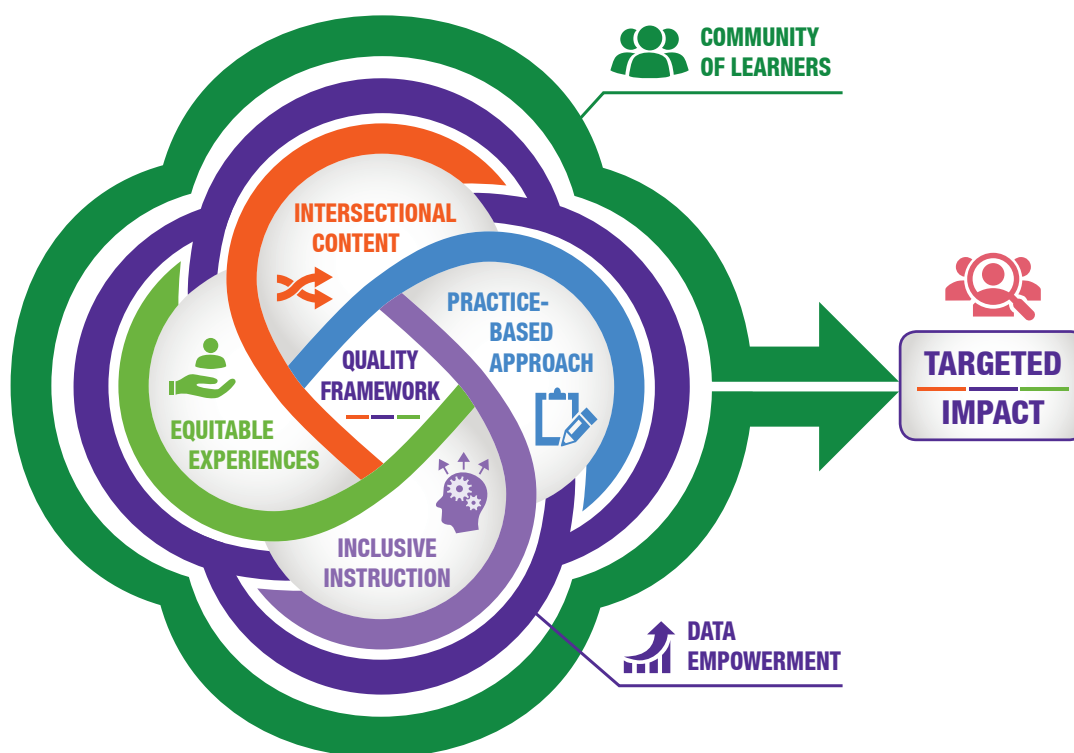 COMMUNITY
OF LEARNERS
INTERSECTIONAL
CONTENT
PRACTICE-
BASED
APPROACH
QUALITY
FRAMEWORK
EQUITABLE
EXPERIENCES
INCLUSIVE
INSTRUCTION
TARGETED
IMPACT
DATA
EMPOWERMENT